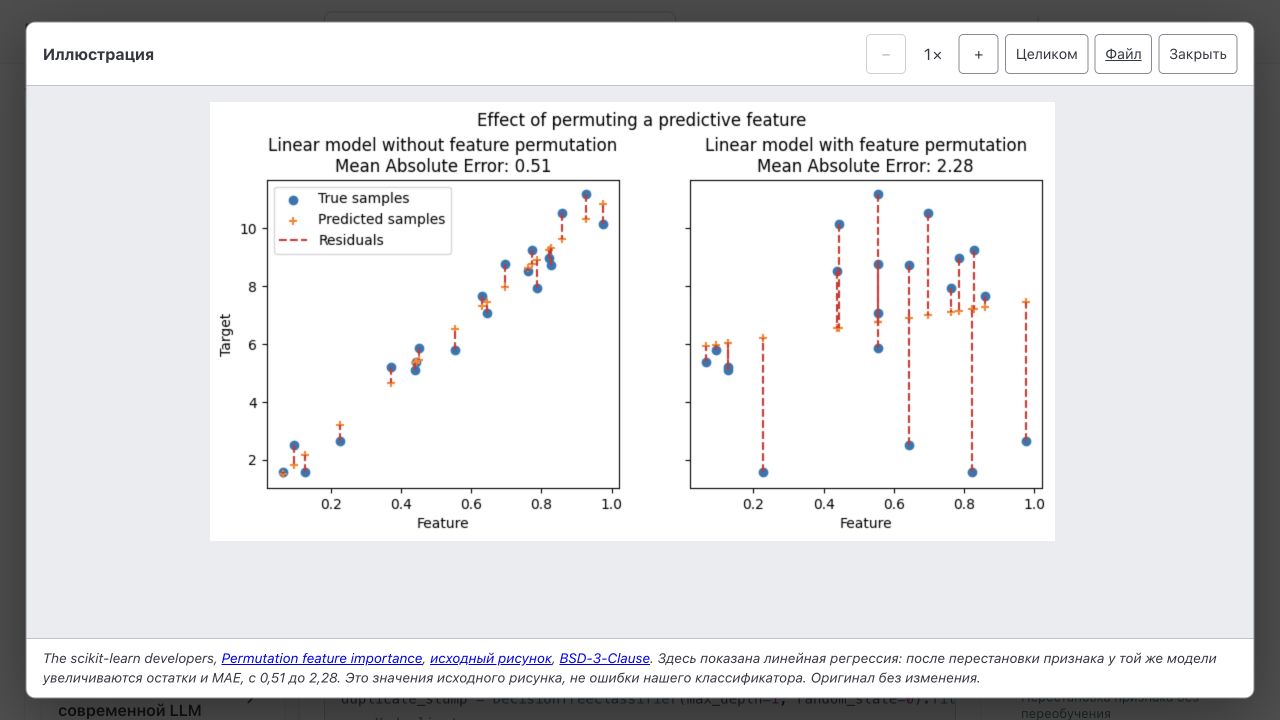 Иллюстрация
− 1× + Целиком Файл Закрыть
Effect of permuting a predictive feature
Linear model without feature permutation
Mean Absolute Error: 0.51
True samples
Predicted samples
Residuals
Target
10
8
6
4
2
0.2 0.4 0.6 0.8 1.0
Feature
Linear model with feature permutation
Mean Absolute Error: 2.28
0.2 0.4 0.6 0.8 1.0
Feature
The scikit-learn developers, Permutation feature importance, исходный рисунок, BSD-3-Clause. Здесь показана линейная регрессия: после перестановки признака у той же модели
увеличиваются остатки и MAE, с 0,51 до 2,28. Это значения исходного рисунка, не ошибки нашего классификатора. Оригинал без изменения.
современной LLM
переобучения